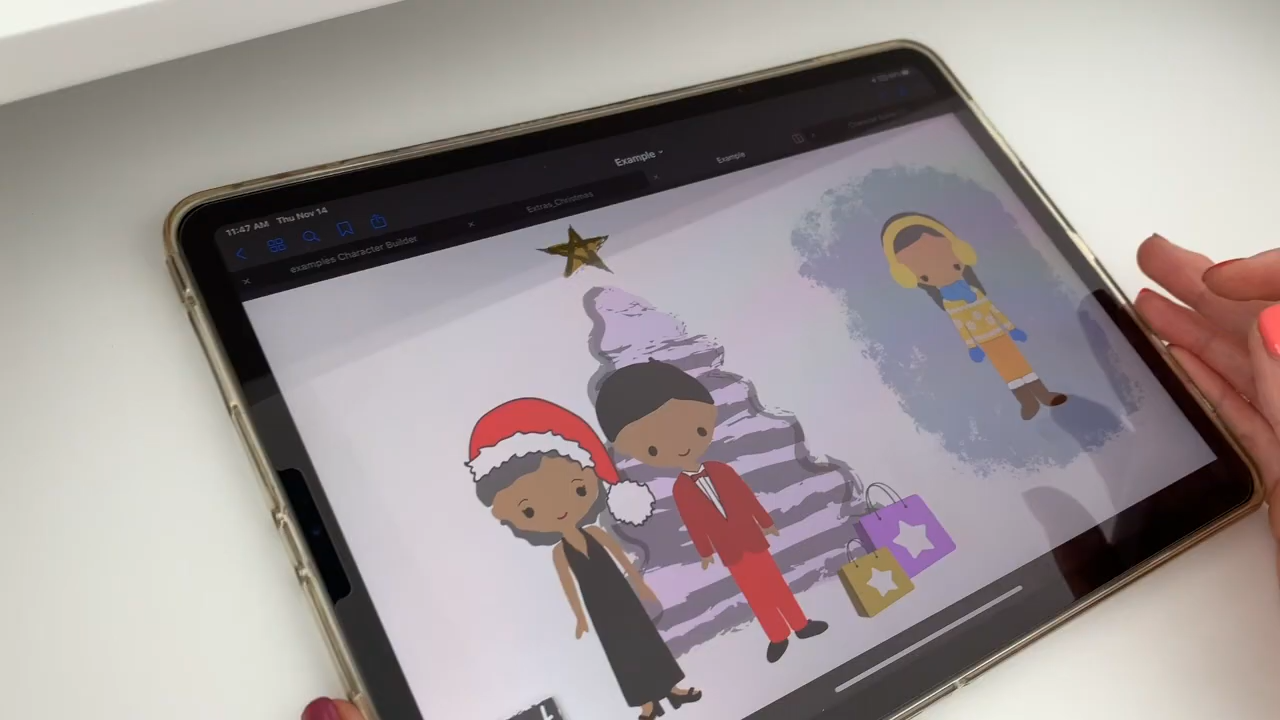 11:47 AM Thu Nov 14
Example
examples Character Builder
Extras_Christmas
Example